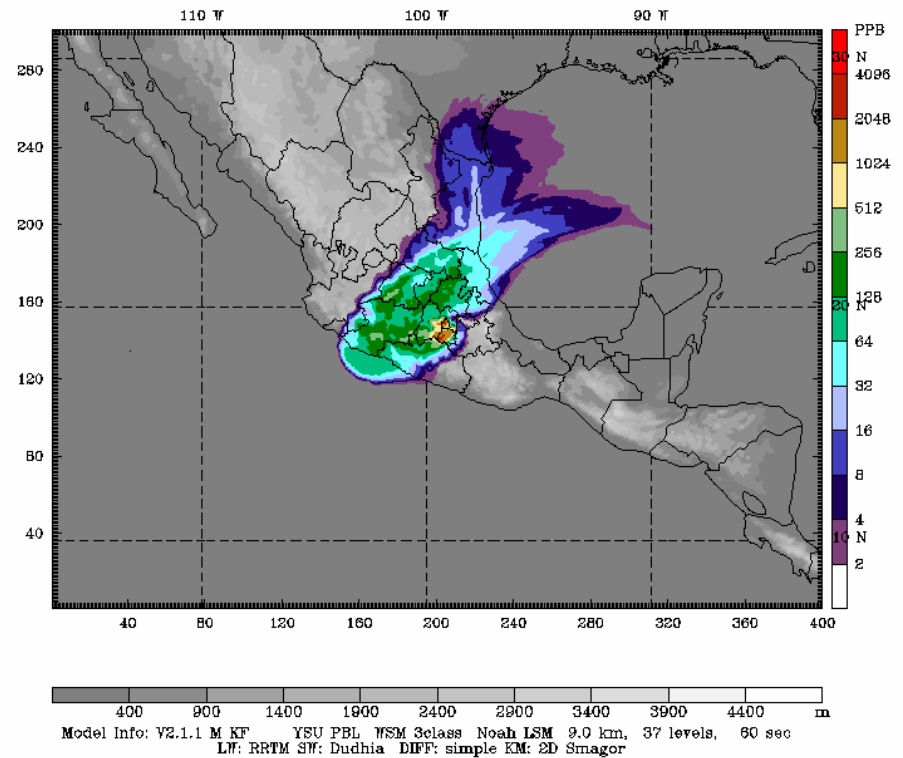 110 W 100 W 90 W
PPB
280
30 N
4096
2048
240
1024
512
200
256
128
160
20 N
64
120
32
16
80
8
4
40
10 N
2
40 80 120 160 200 240 280 320 360 400
400 900 1400 1900 2400 2900 3400 3900 4400 m
Model Info: V2.1.1 M KF YSU PBL WSM 3class Noah LSM 9.0 km, 37 levels, 60 sec
LW: RRTM SW: Dudhia DIFF: simple KM: 2D Smagor